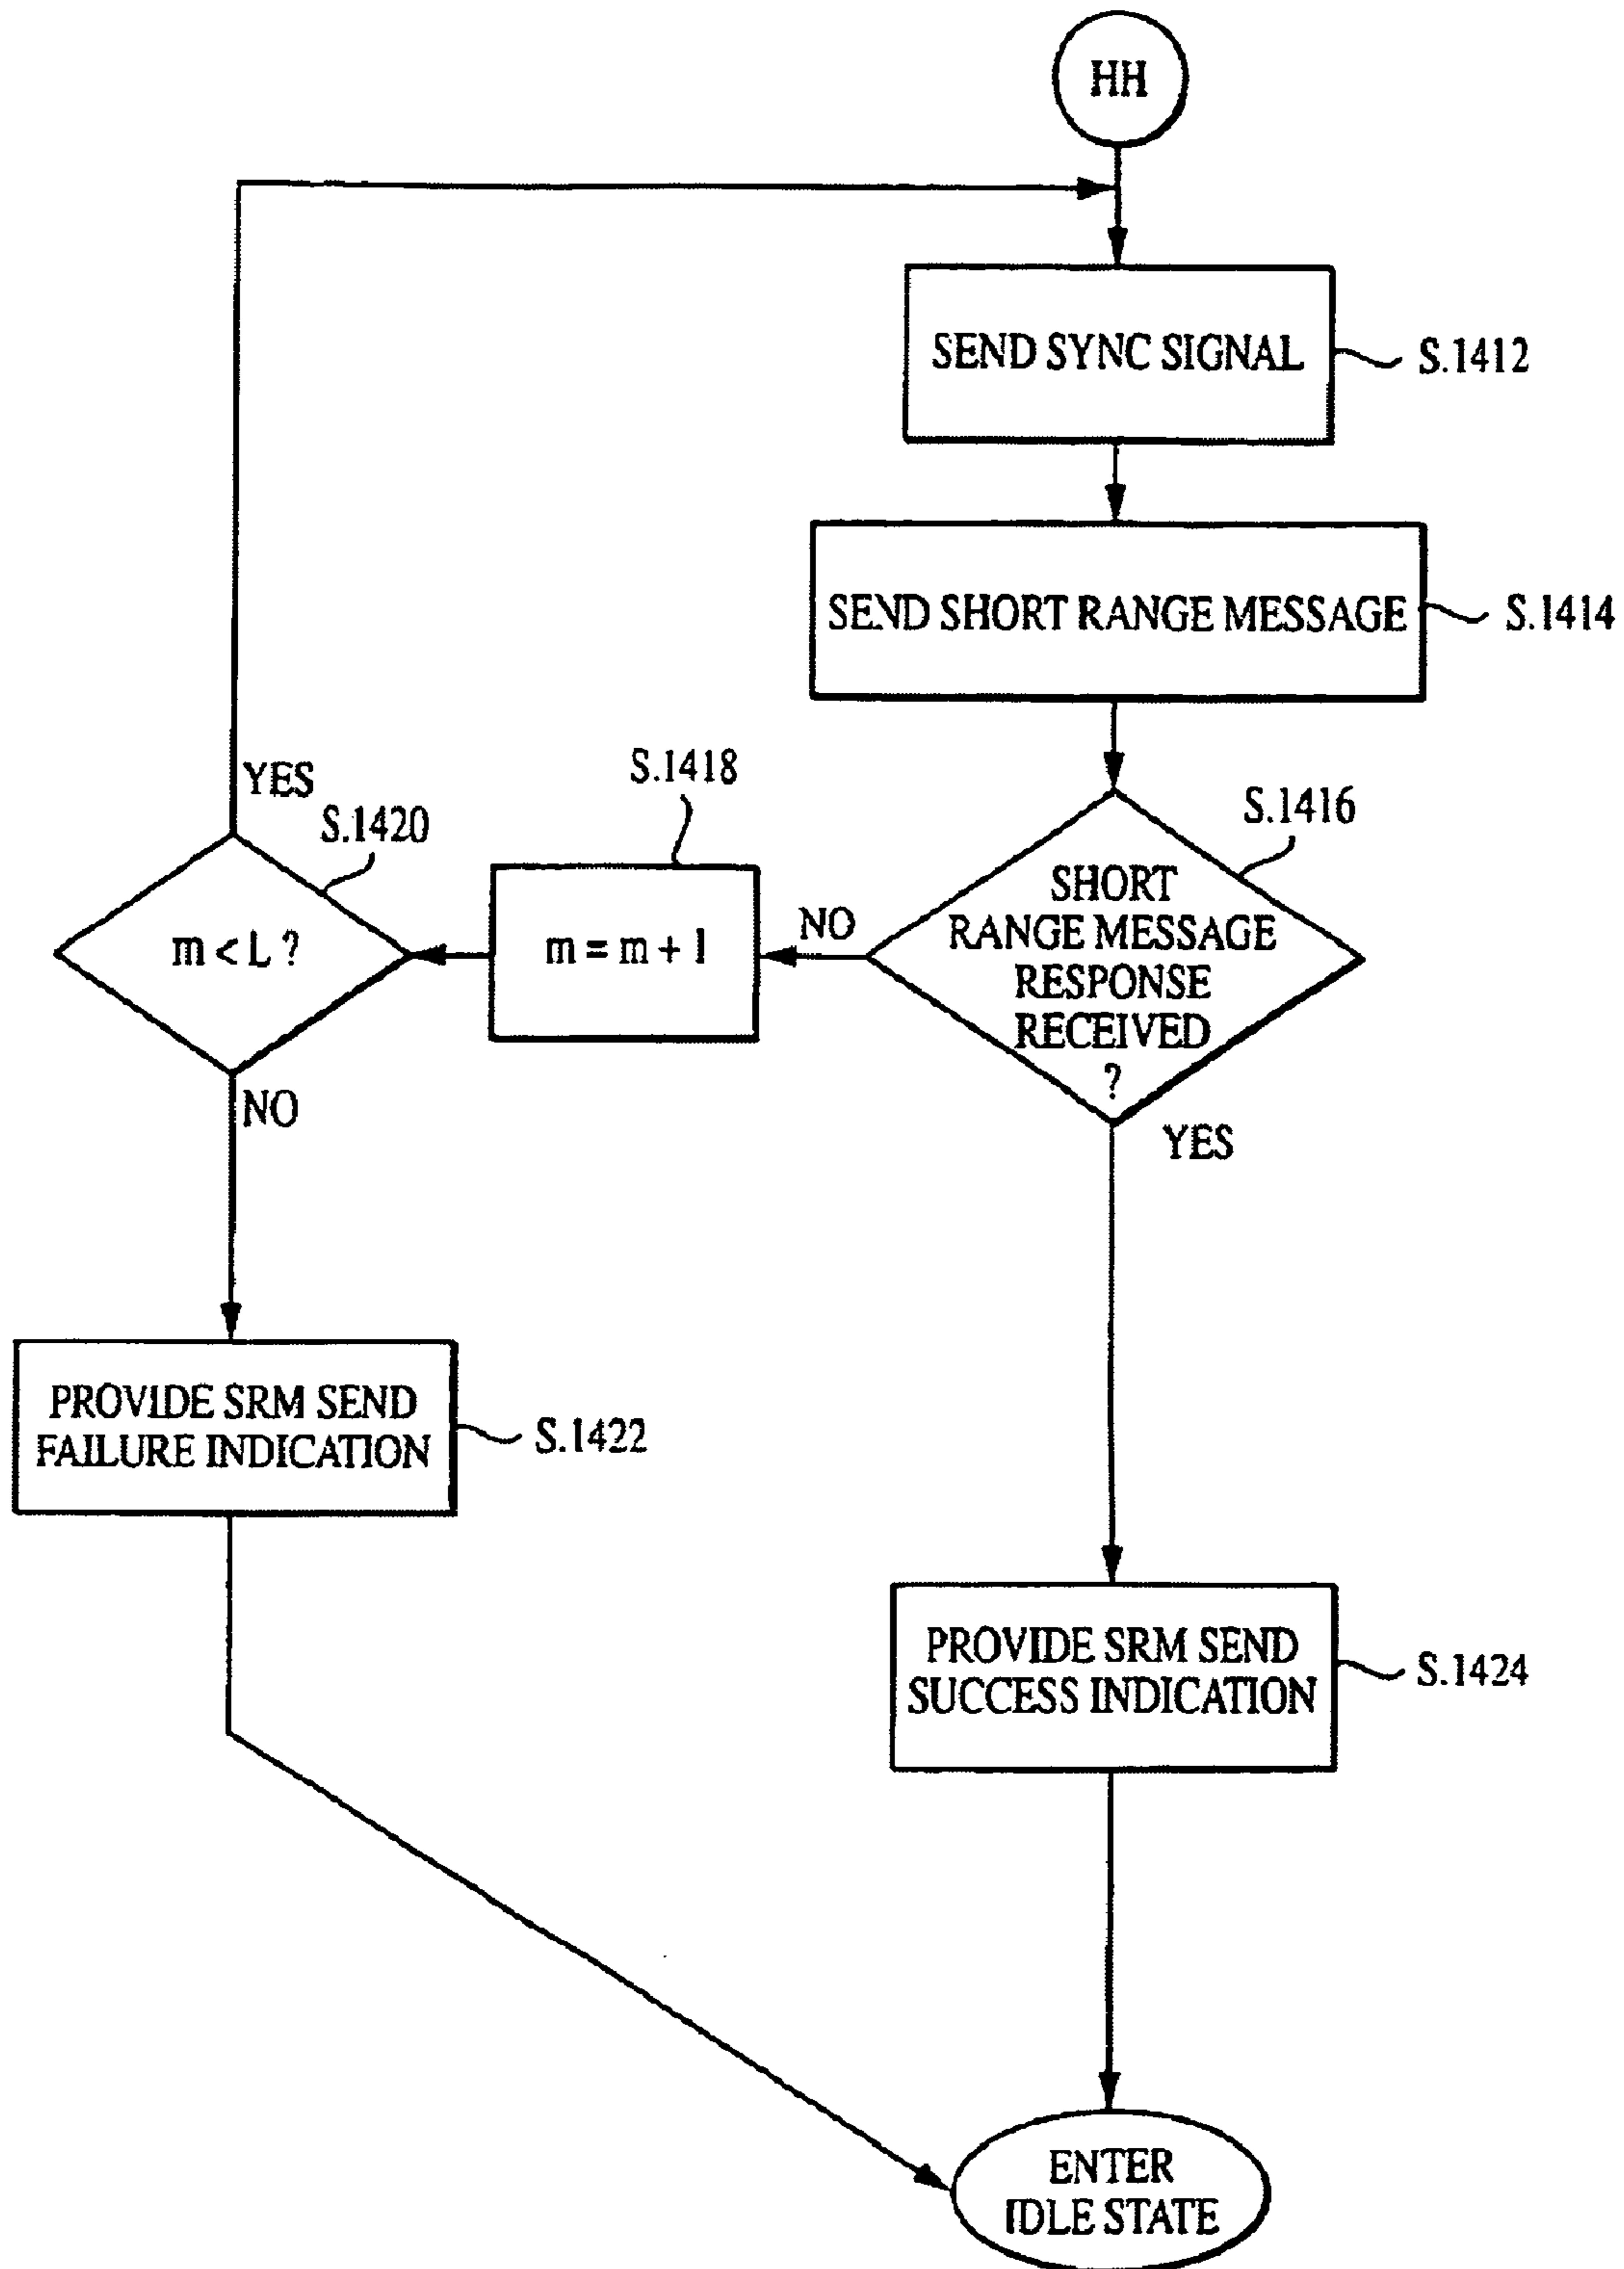 HH
SEND SYNC SIGNAL
S.1412
SEND SHORT RANGE MESSAGE
S.1414
YES
S.1420
m < L ?
S.1418
m = m + 1
NO
S.1416
SHORT
RANGE MESSAGE
RESPONSE
RECEIVED
?
NO
YES
PROVIDE SRM SEND
FAILURE INDICATION
S.1422
PROVIDE SRM SEND
SUCCESS INDICATION
S.1424
ENTER
IDLE STATE